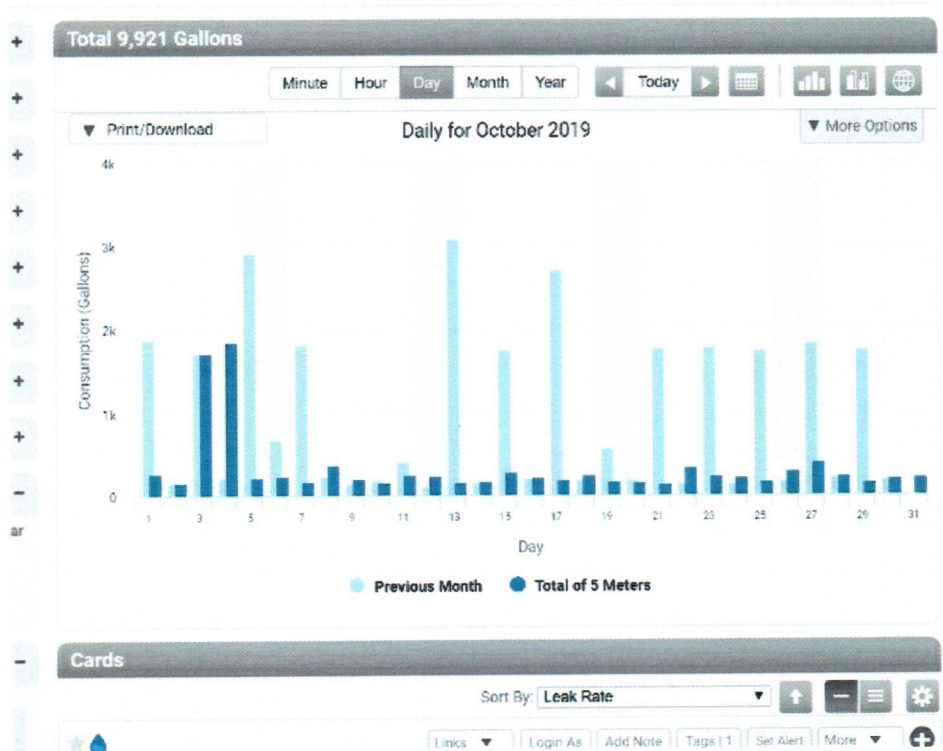 Total 9,921 Gallons
Minute Hour Day Month Year Today
▼ Print/Download
Daily for October 2019
▼ More Options
Consumption (Gallons)
4k
3k
2k
1k
0
1 3 5 7 9 11 13 15 17 19 21 23 25 27 29 31
Day
Previous Month Total of 5 Meters
ar
Cards
Sort By: Leak Rate ▼
Links ▼ Login As Add Note Tags | 1 Set Alert More ▼